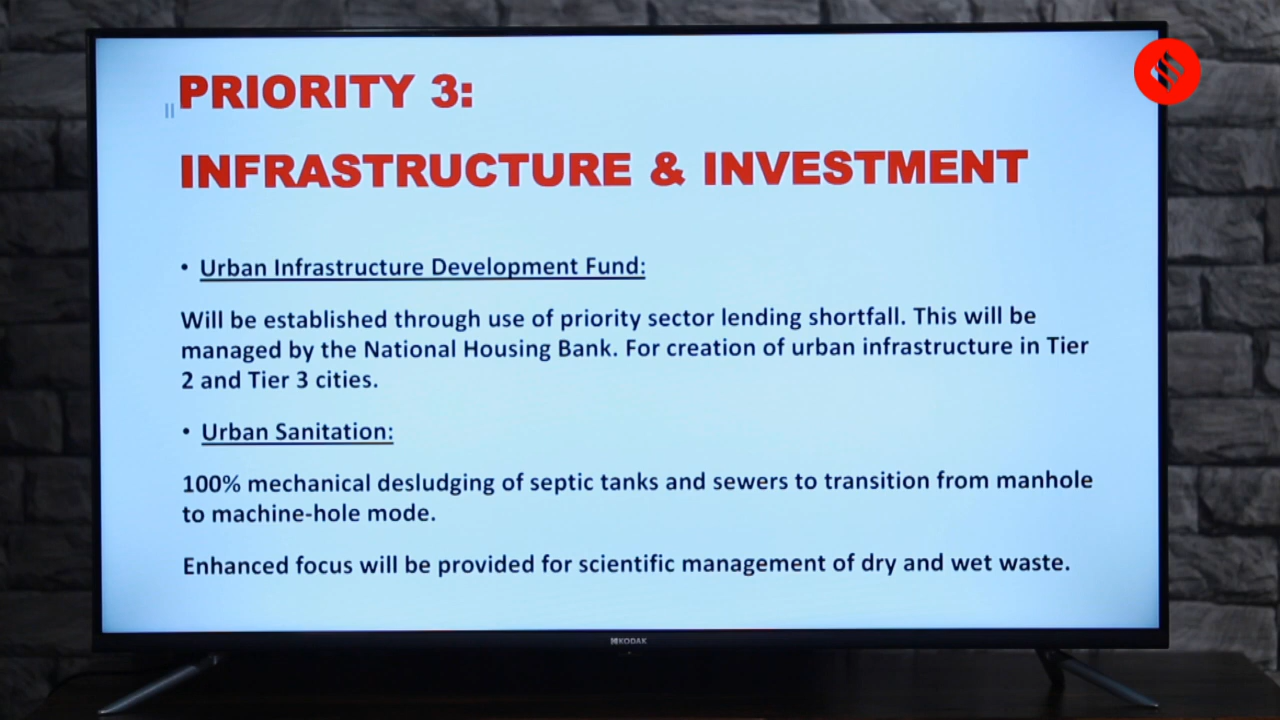 PRIORITY 3:
INFRASTRUCTURE & INVESTMENT
• Urban Infrastructure Development Fund:
Will be established through use of priority sector lending shortfall. This will be
managed by the National Housing Bank. For creation of urban infrastructure in Tier
2 and Tier 3 cities.
• Urban Sanitation:
100% mechanical desludging of septic tanks and sewers to transition from manhole
to machine-hole mode.
Enhanced focus will be provided for scientific management of dry and wet waste.
KODAK